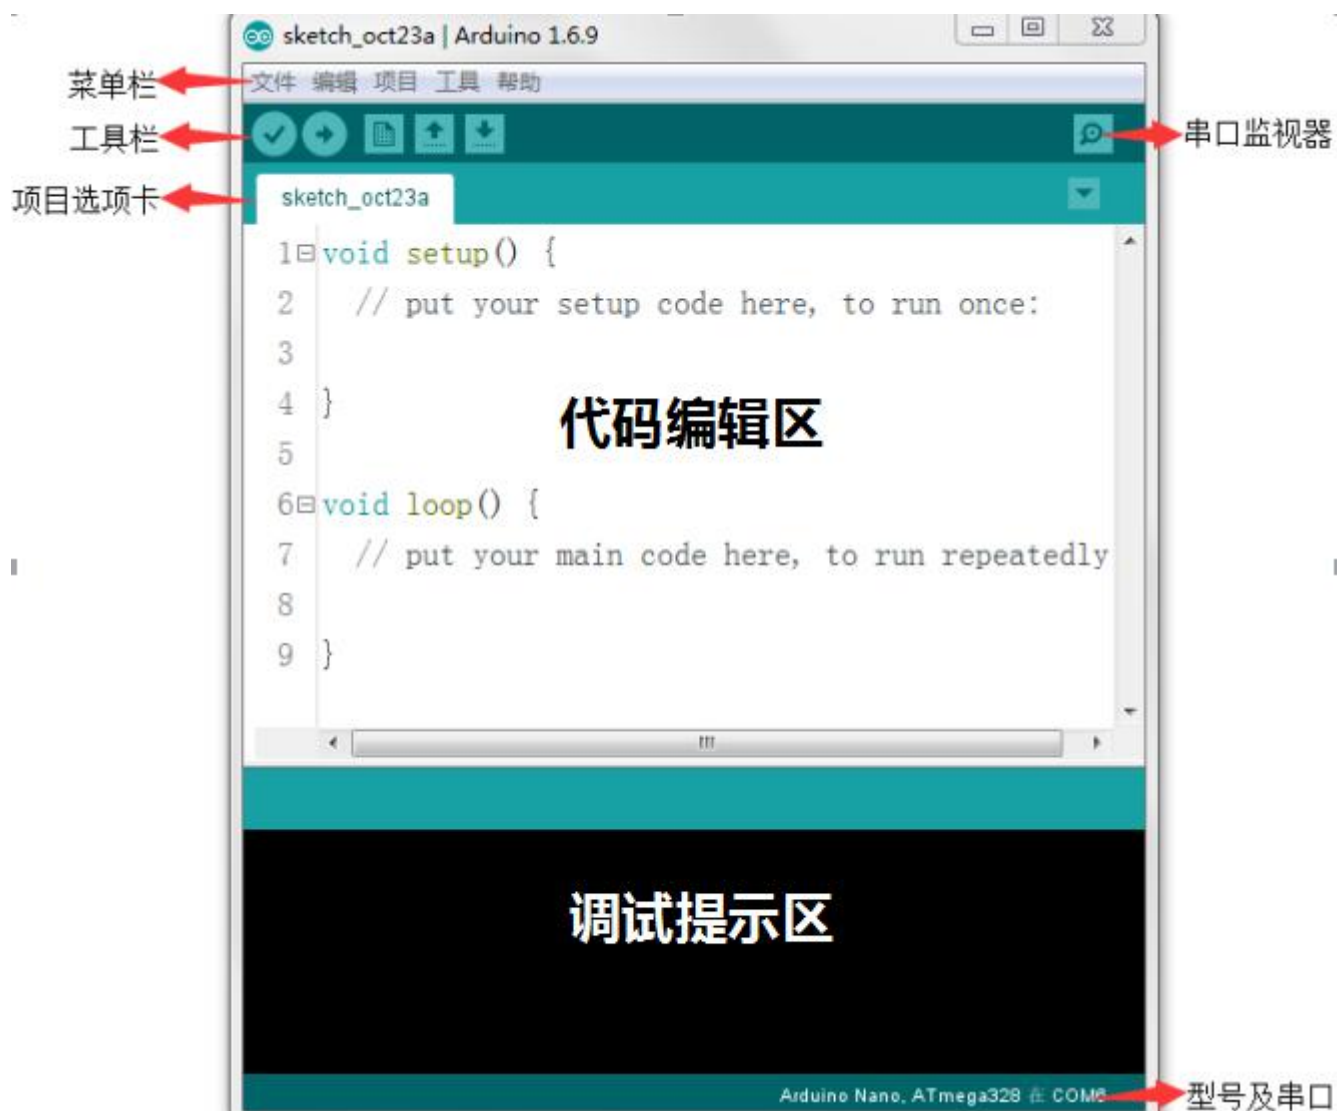 sketch_oct23a | Arduino 1.6.9
菜单栏 文件 编辑 项目 工具 帮助
工具栏 串口监视器
项目选项卡 sketch_oct23a
1 void setup() {
2 // put your setup code here, to run once:
3
4 }
代码编辑区
5
6 void loop() {
7 // put your main code here, to run repeatedly
8
9 }
调试提示区
Arduino Nano, ATmega328 在 COM6 型号及串口